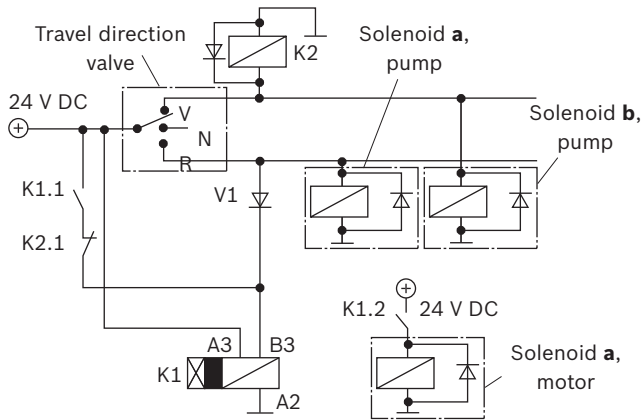 Travel direction
valve
K2
Solenoid a,
pump
24 V DC
V
N
R
Solenoid b,
pump
K1.1
V1
K2.1
K1.2
24 V DC
A3
B3
K1
A2
Solenoid a,
motor